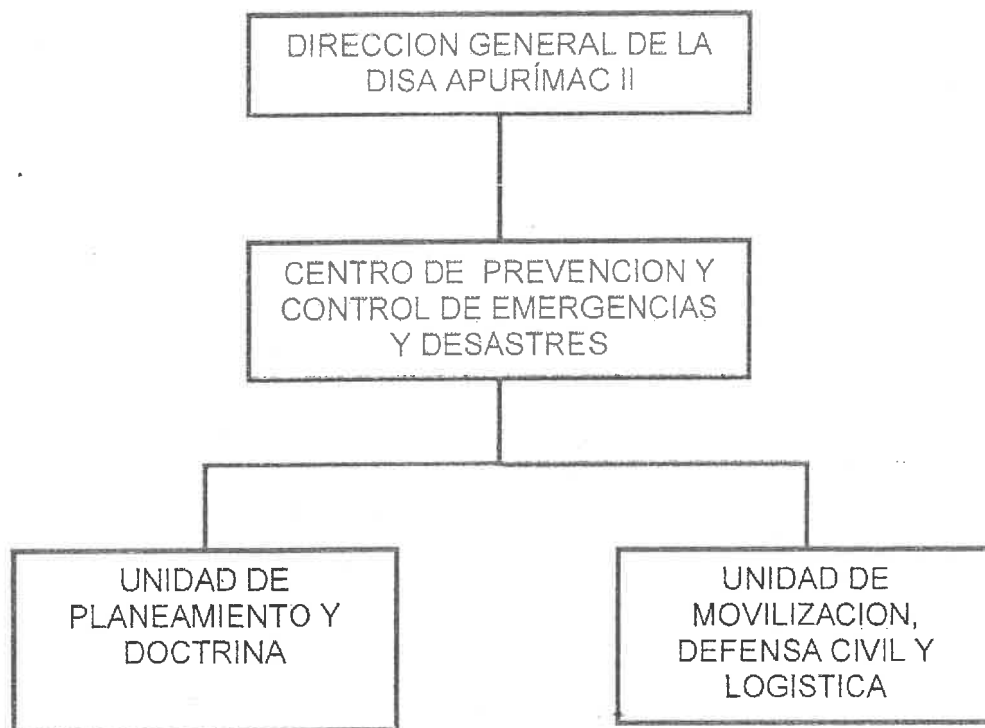 DIRECCION GENERAL DE LA
DISA APURÍMAC II
CENTRO DE PREVENCION Y
CONTROL DE EMERGENCIAS
Y DESASTRES
UNIDAD DE
PLANEAMIENTO Y
DOCTRINA
UNIDAD DE
MOVILIZACION,
DEFENSA CIVIL Y
LOGISTICA